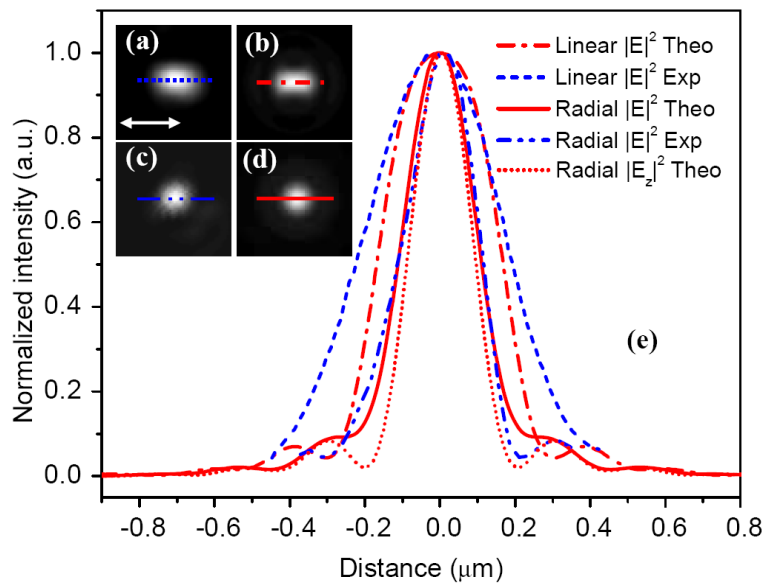 (a)
(b)
(c)
(d)
Linear |E|² Theo
Linear |E|² Exp
Radial |E|² Theo
Radial |E|² Exp
Radial |E_z|² Theo
(e)
Normalized intensity (a.u.)
1.0
0.8
0.6
0.4
0.2
0.0
-0.8
-0.6
-0.4
-0.2
0.0
0.2
0.4
0.6
0.8
Distance (μm)